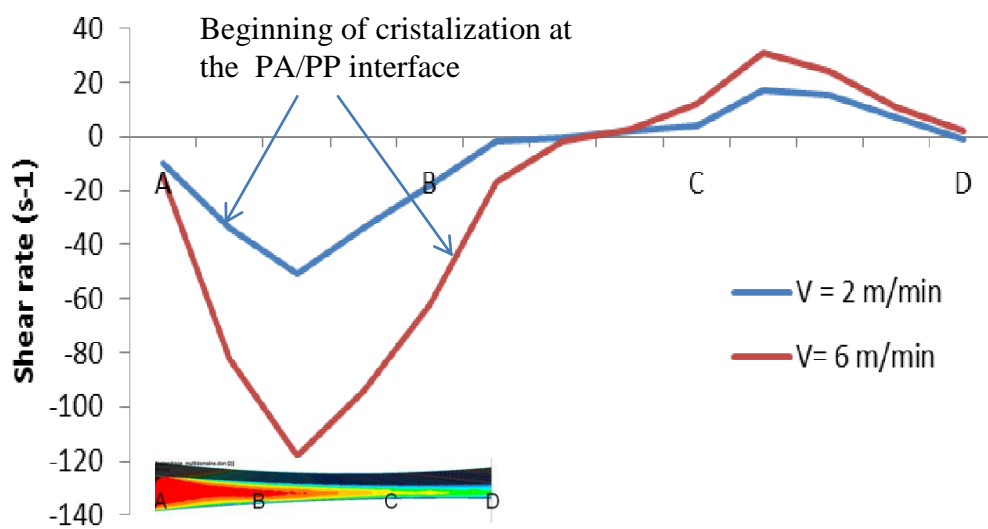 Beginning of cristalization at
the PA/PP interface
Shear rate (s-1)
40
20
0
-20
-40
-60
-80
-100
-120
-140
A
B
C
D
V = 2 m/min
V= 6 m/min
A
B
C
D